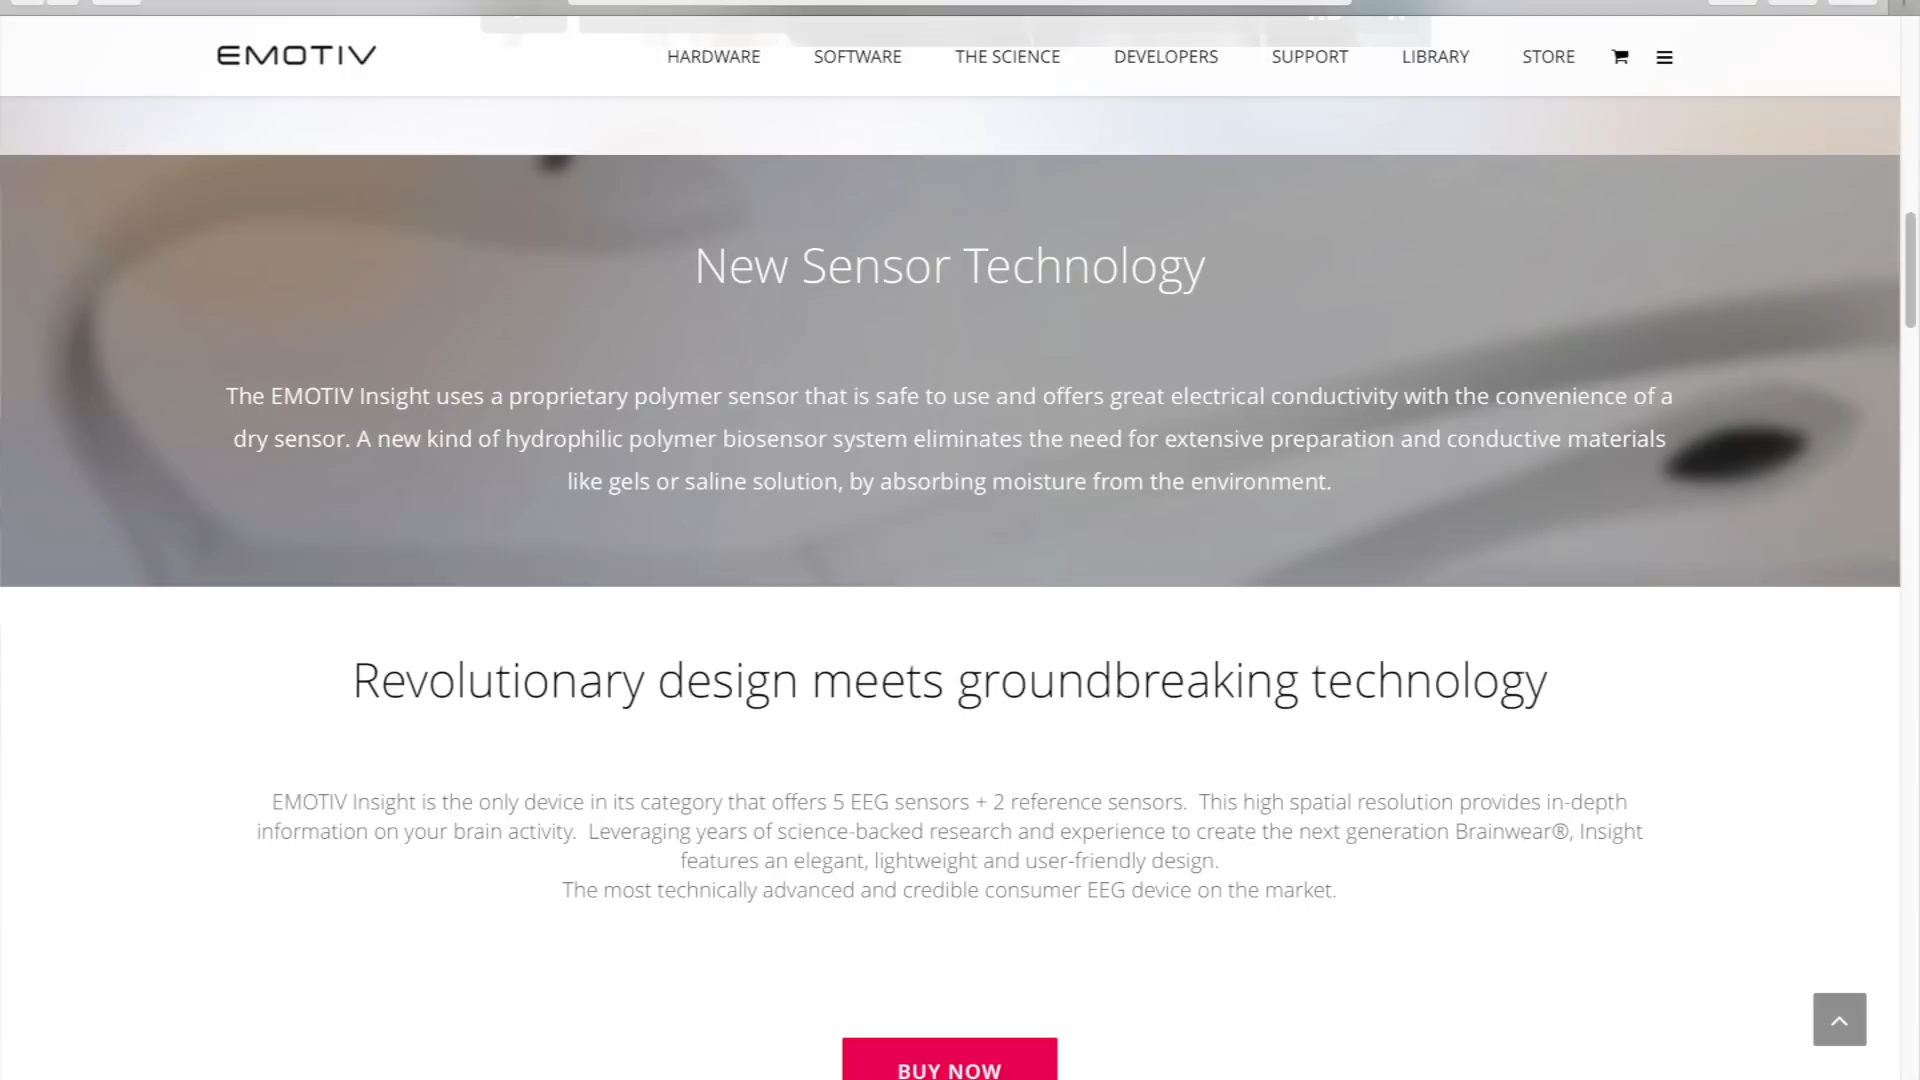 EMOTIV
HARDWARE SOFTWARE THE SCIENCE DEVELOPERS SUPPORT LIBRARY STORE
New Sensor Technology
The EMOTIV Insight uses a proprietary polymer sensor that is safe to use and offers great electrical conductivity with the convenience of a
dry sensor. A new kind of hydrophilic polymer biosensor system eliminates the need for extensive preparation and conductive materials
like gels or saline solution, by absorbing moisture from the environment.
Revolutionary design meets groundbreaking technology
EMOTIV Insight is the only device in its category that offers 5 EEG sensors + 2 reference sensors. This high spatial resolution provides in-depth
information on your brain activity. Leveraging years of science-backed research and experience to create the next generation Brainwear®, Insight
features an elegant, lightweight and user-friendly design.
The most technically advanced and credible consumer EEG device on the market.
BUY NOW